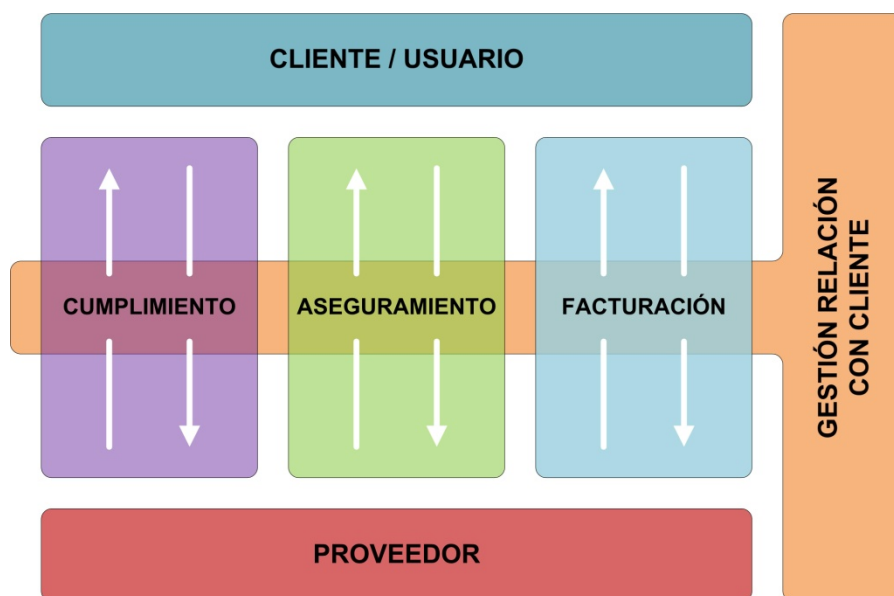 CLIENTE / USUARIO
CUMPLIMIENTO
ASEGURAMIENTO
FACTURACIÓN
PROVEEDOR
GESTIÓN RELACIÓN
CON CLIENTE